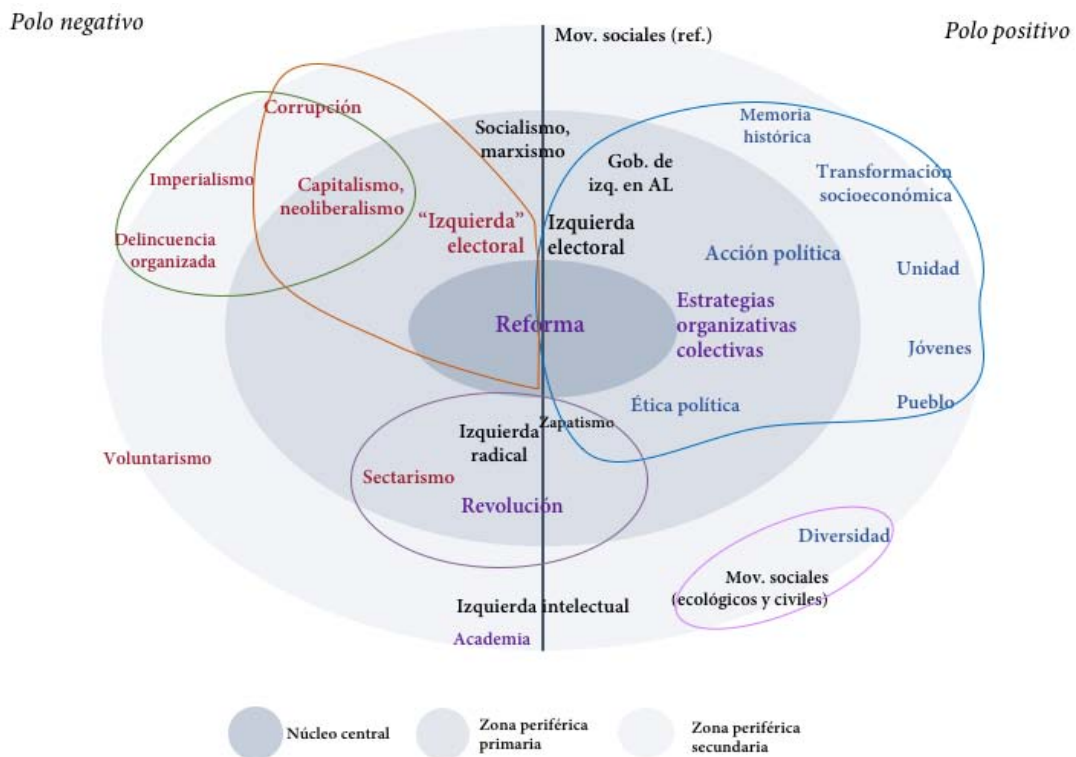 Polo negativo
Polo positivo
Mov. sociales (ref.)
Corrupción
Memoria
histórica
Socialismo,
marxismo
Gob. de
izq. en AL
Imperialismo
Capitalismo,
neoliberalismo
Transformación
socioeconómica
"Izquierda"
electoral
Izquierda
electoral
Delincuencia
organizada
Acción política
Unidad
Reforma
Estrategias
organizativas
colectivas
Jóvenes
Ética política
Pueblo
Zapatismo
Izquierda
radical
Voluntarismo
Sectarismo
Revolución
Diversidad
Mov. sociales
(ecológicos y civiles)
Izquierda intelectual
Academia
Núcleo central
Zona periférica
primaria
Zona periférica
secundaria